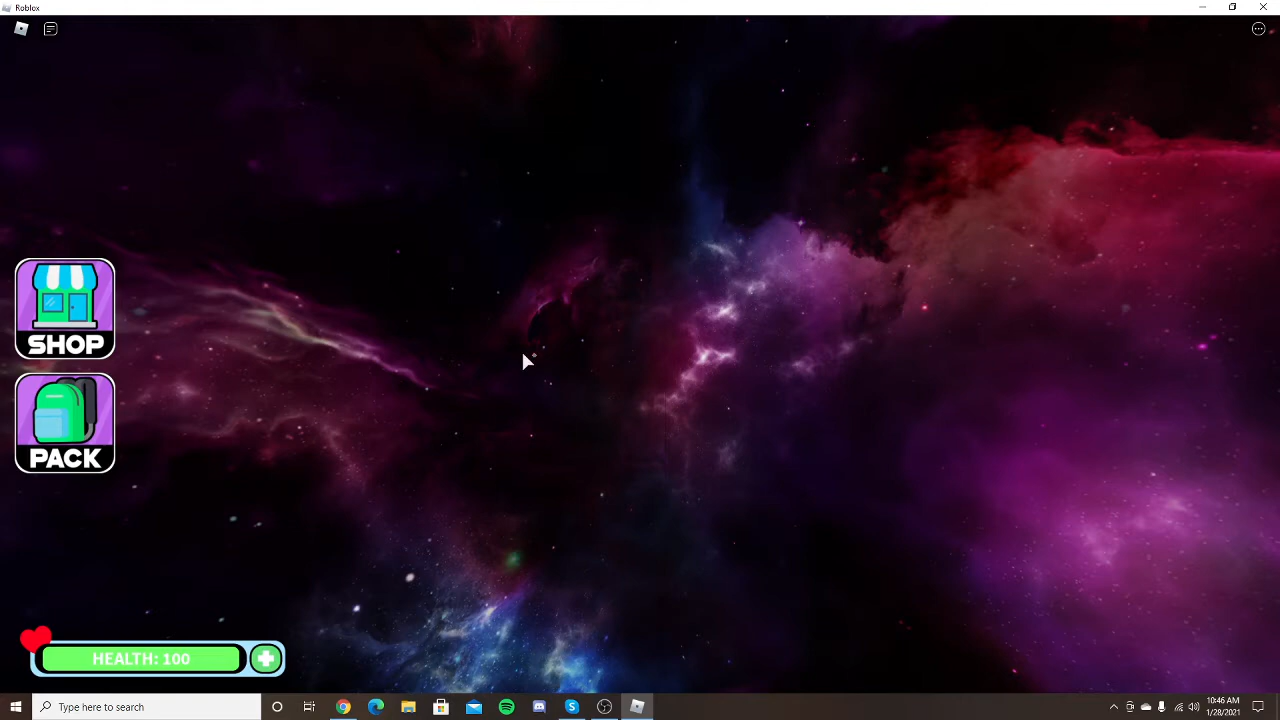 Roblox
SHOP
PACK
HEALTH: 100
Type here to search
10:46 AM
1/28/2021